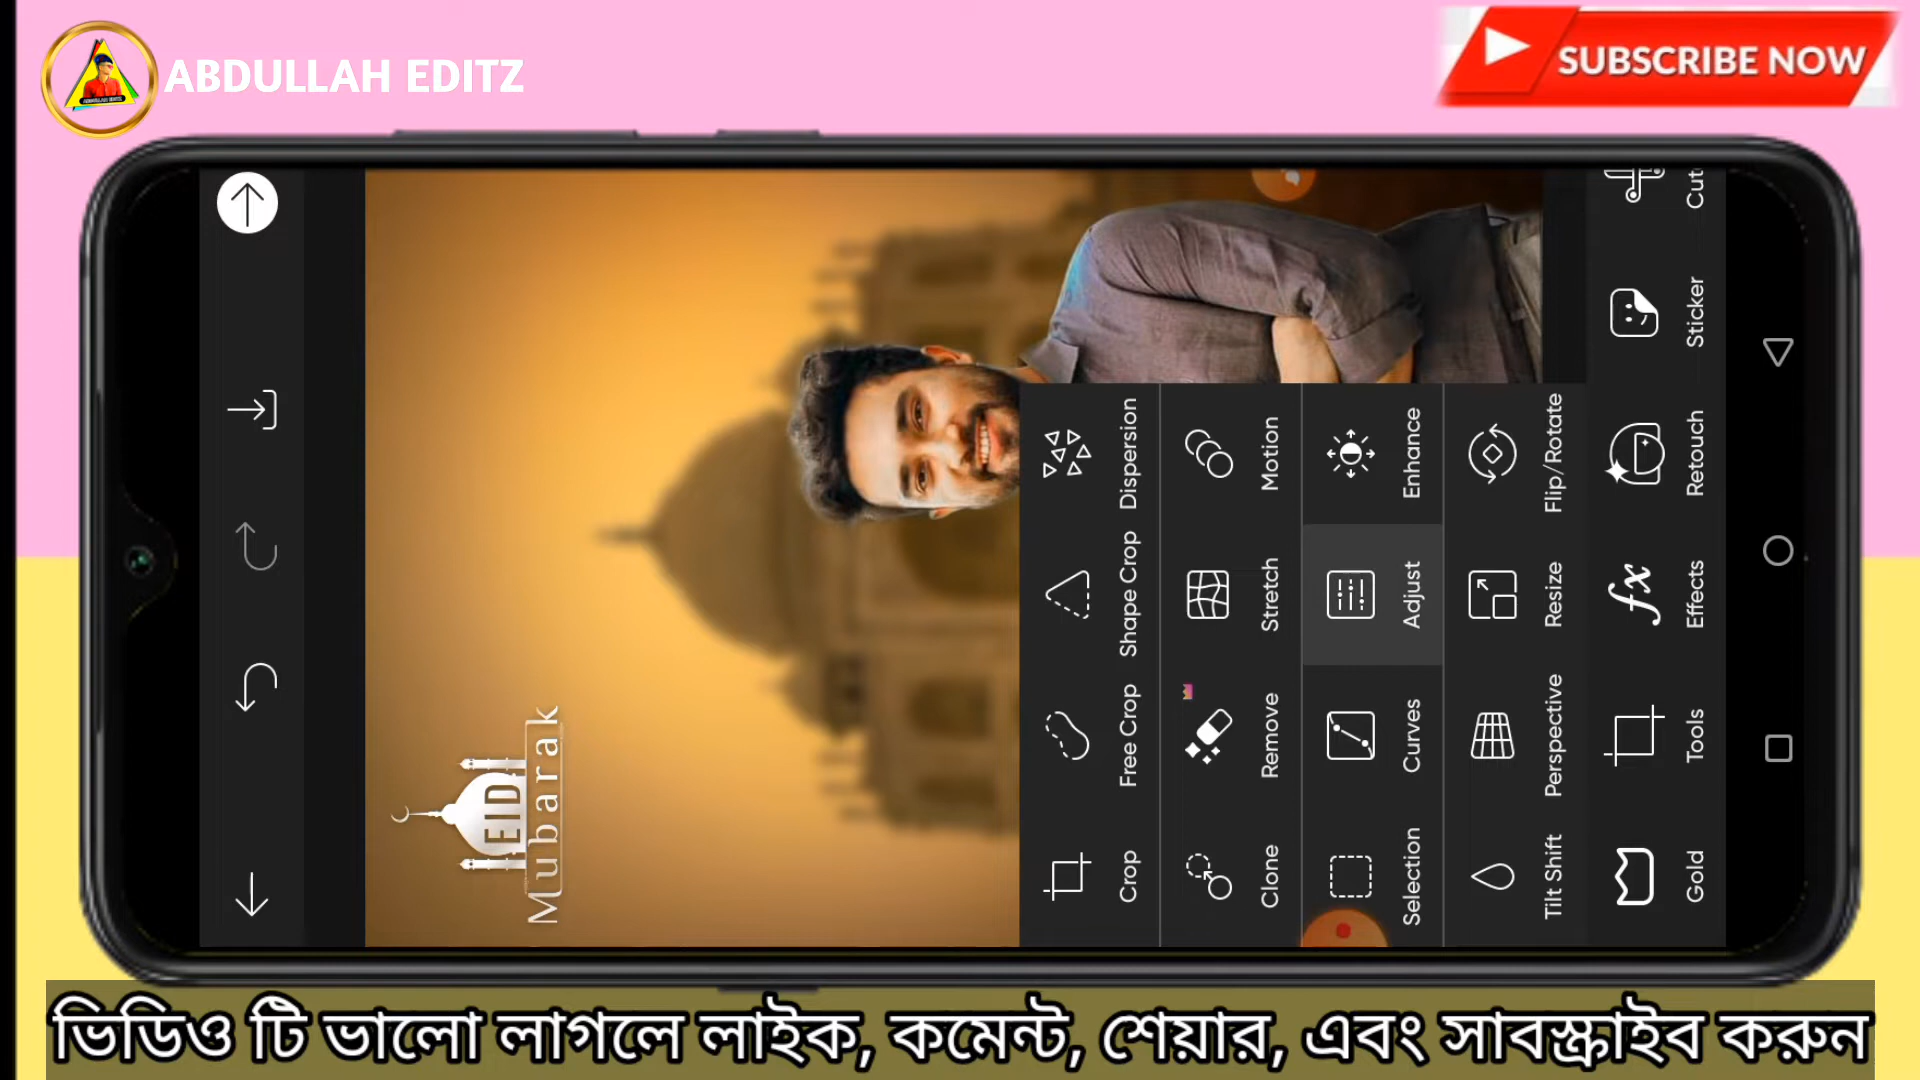 ABDULLAH EDITZ
SUBSCRIBE NOW
EID
Mubarak
Dispersion
Motion
Enhance
Flip/Rotate
Shape Crop
Stretch
Adjust
Resize
Free Crop
Remove
Curves
Perspective
Crop
Clone
Selection
Tilt Shift
Cut
Sticker
Retouch
fx
Effects
Tools
Gold
ভিডিও টি ভালো লাগলে লাইক, কমেন্ট, শেয়ার, এবং সাবস্ক্রাইব করুন